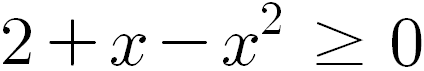 2 + x − x² ≥ 0